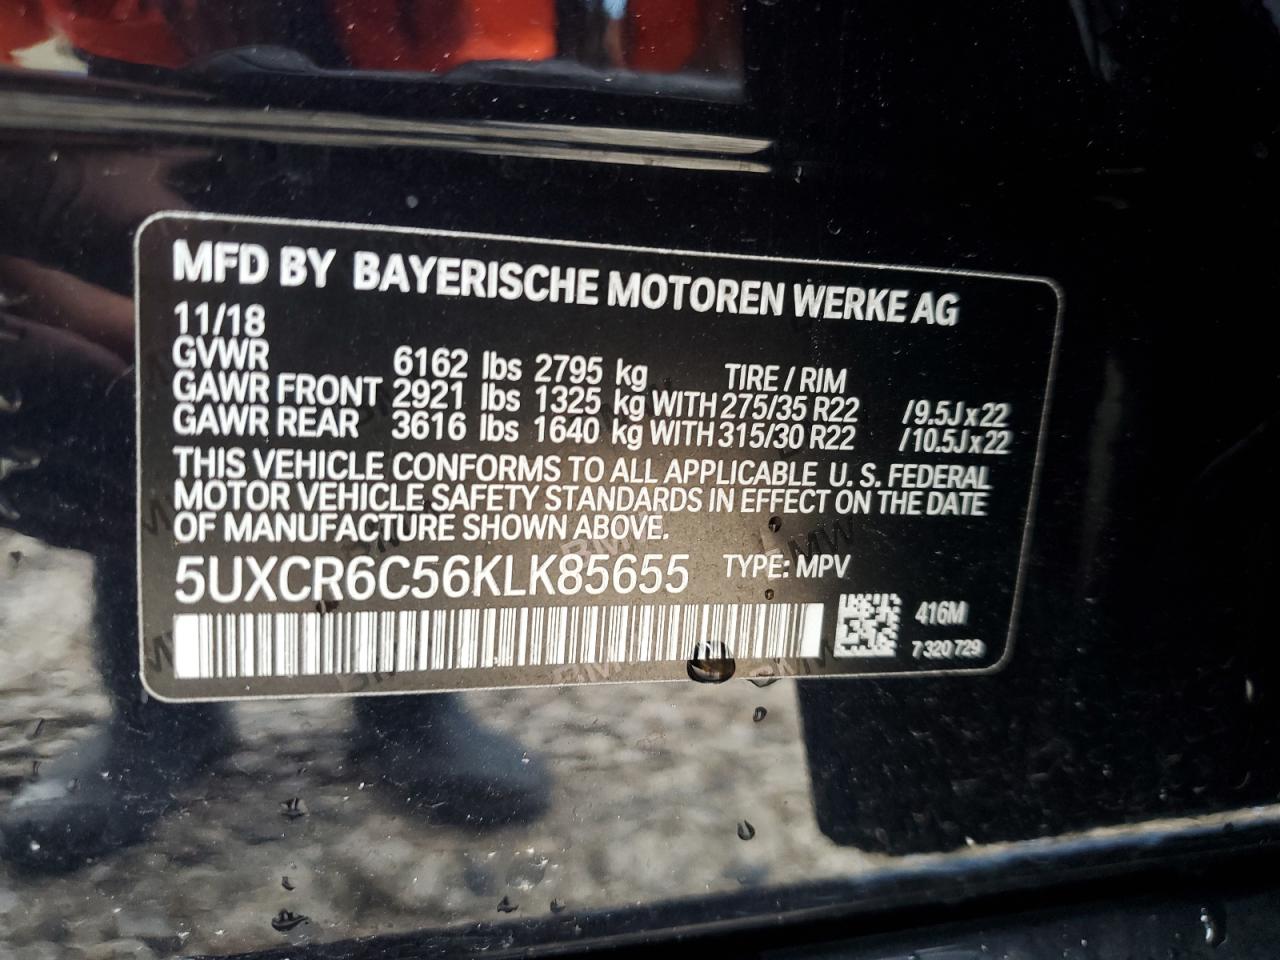 MFD BY BAYERISCHE MOTOREN WERKE AG
11/18
GVWR 6162 lbs 2795 kg TIRE / RIM
GAWR FRONT 2921 lbs 1325 kg WITH 275/35 R22 /9.5J x 22
GAWR REAR 3616 lbs 1640 kg WITH 315/30 R22 /10.5J x 22
THIS VEHICLE CONFORMS TO ALL APPLICABLE U. S. FEDERAL
MOTOR VEHICLE SAFETY STANDARDS IN EFFECT ON THE DATE
OF MANUFACTURE SHOWN ABOVE.
5UXCR6C56KLK85655 TYPE: MPV
416M
7 320 729